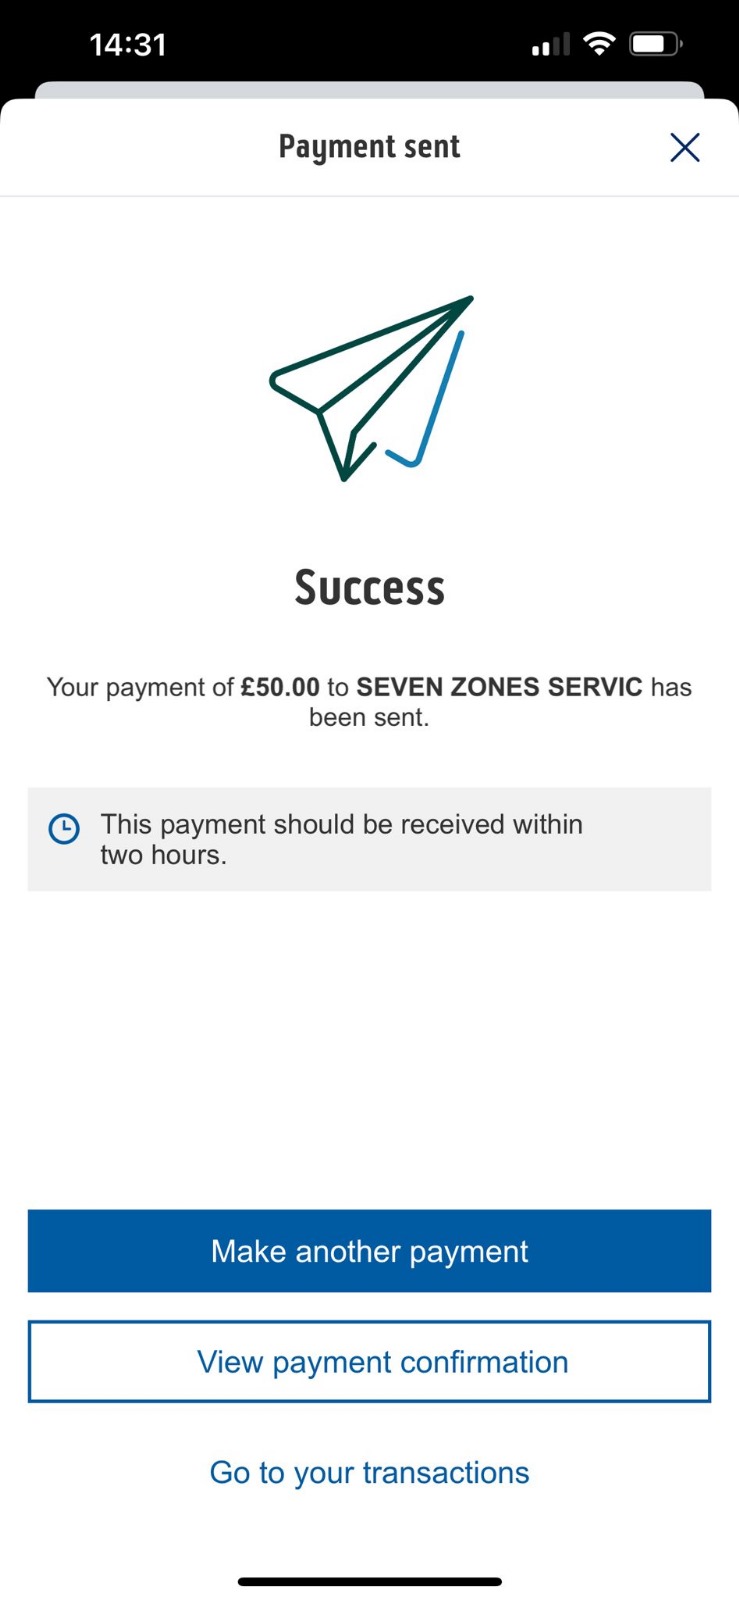 14:31
Payment sent
Success
Your payment of £50.00 to SEVEN ZONES SERVIC has
been sent.
This payment should be received within
two hours.
Make another payment
View payment confirmation
Go to your transactions